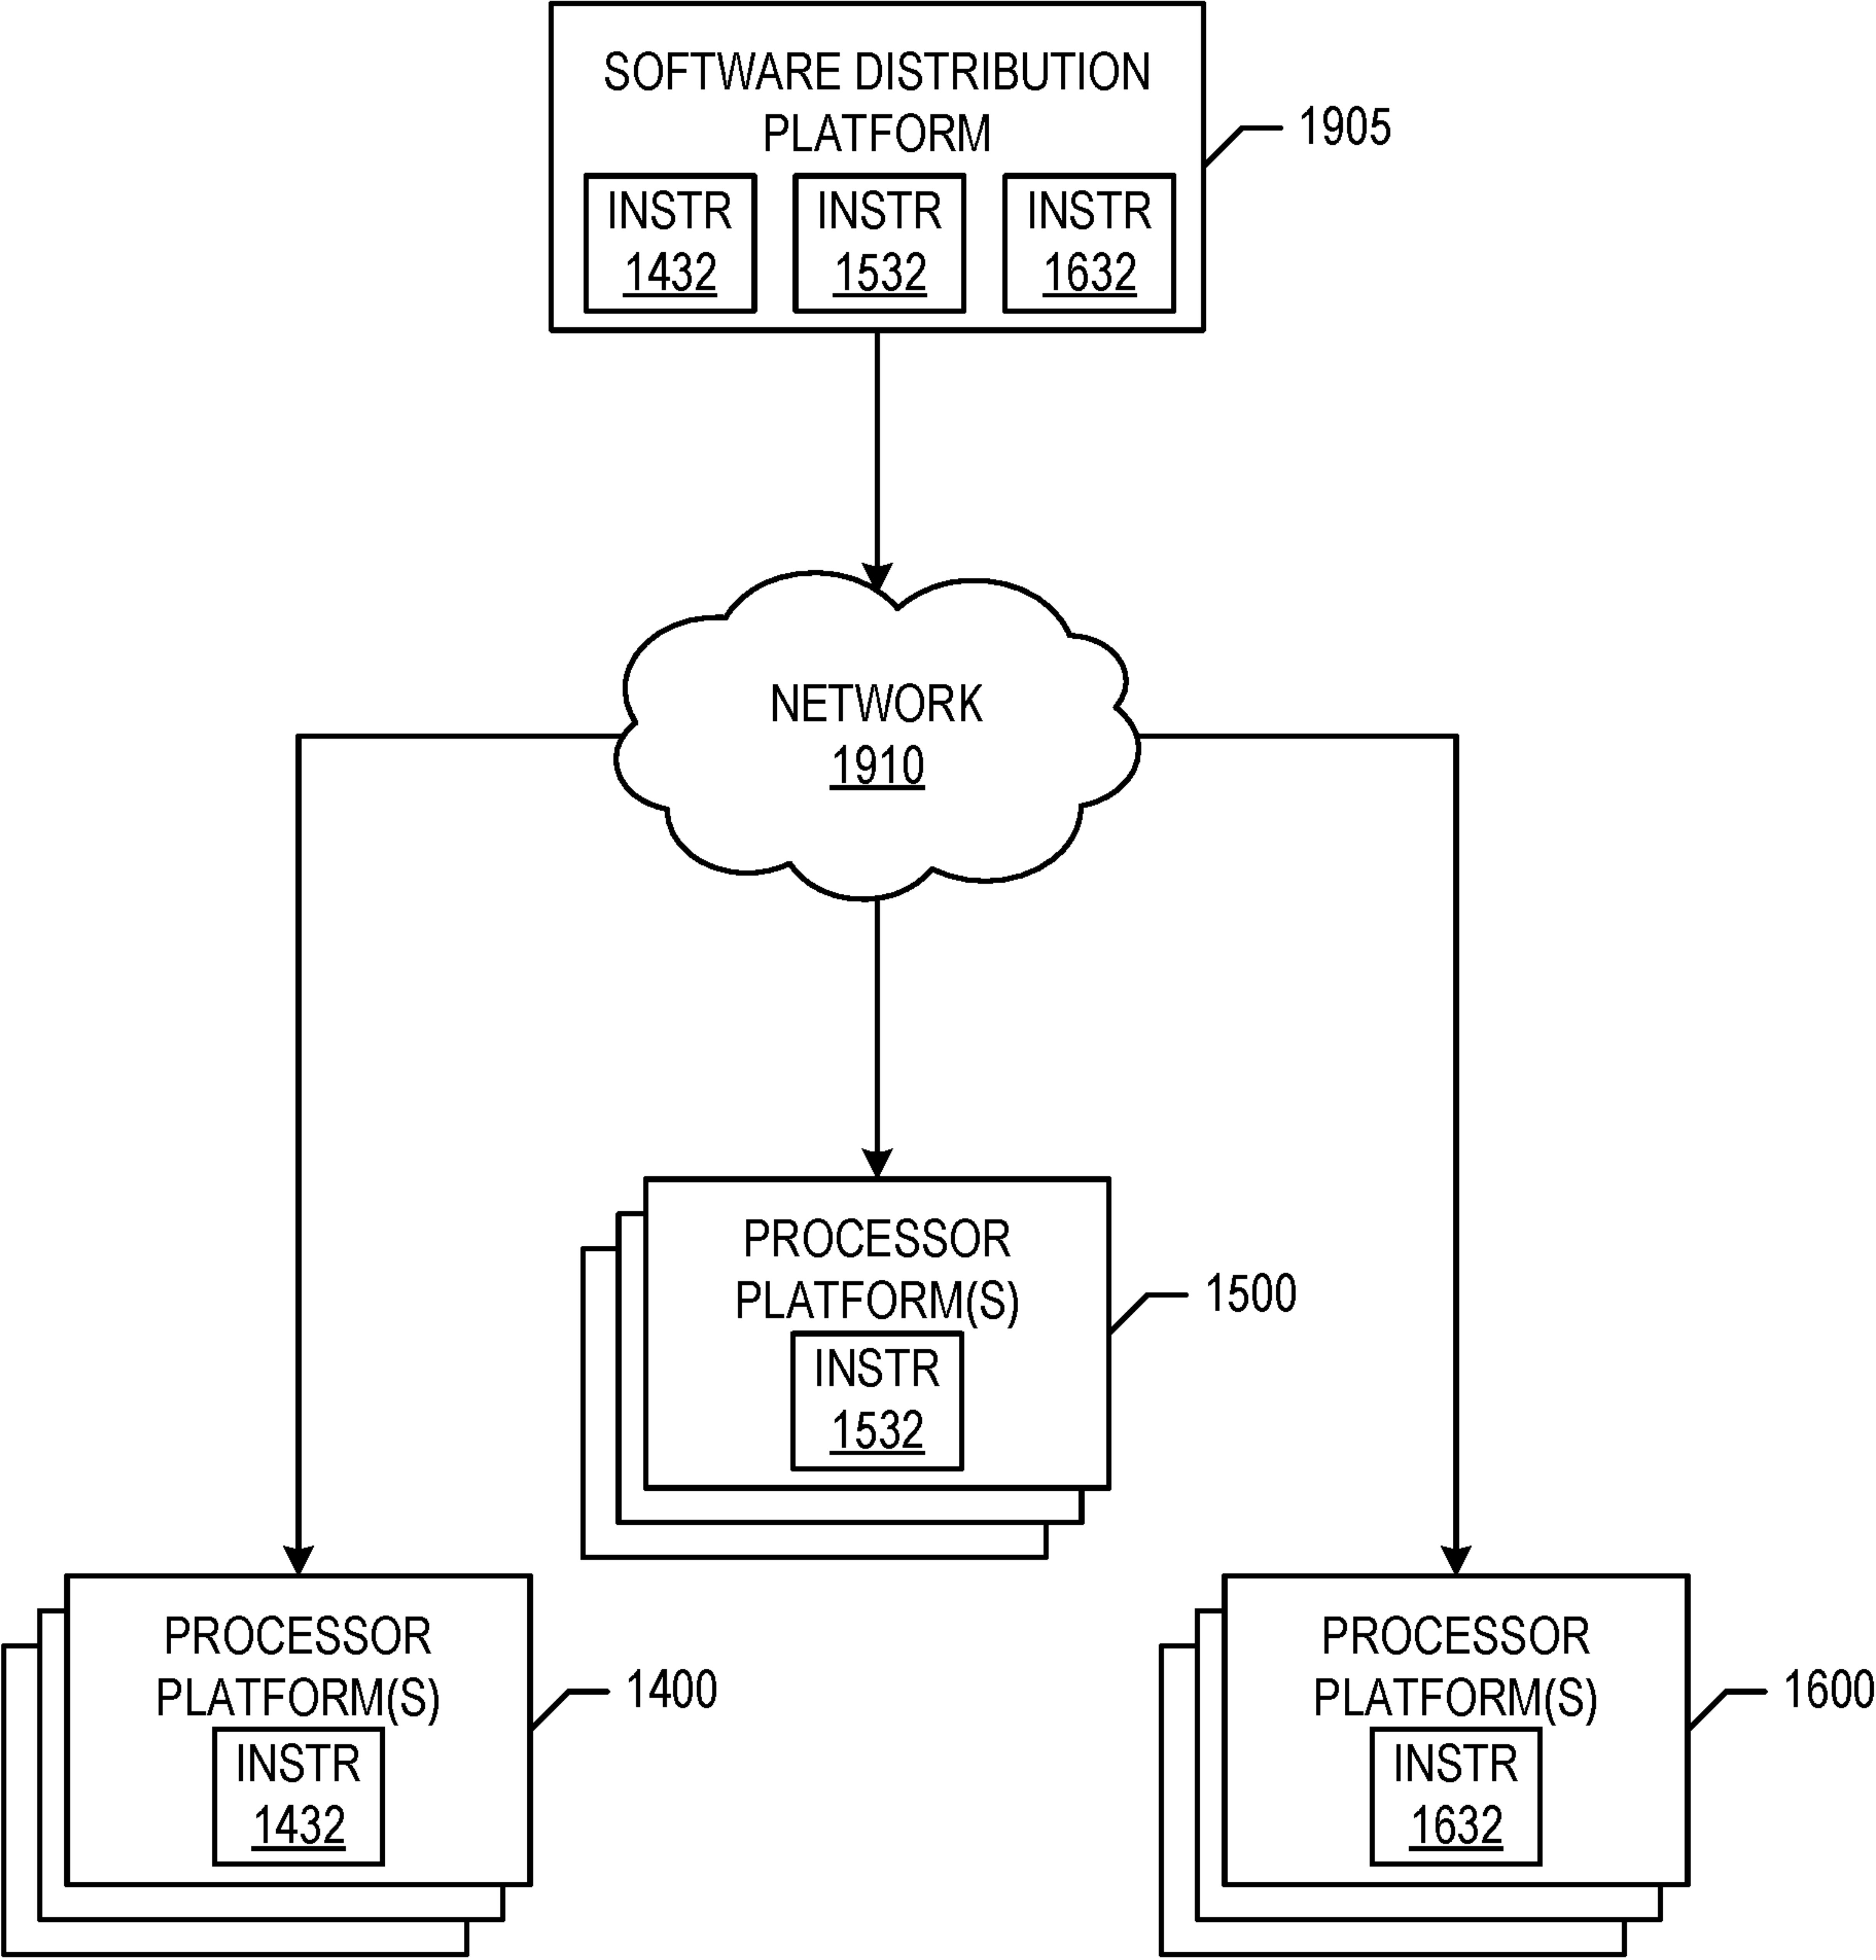 SOFTWARE DISTRIBUTION
PLATFORM
1905
INSTR
1432
INSTR
1532
INSTR
1632
NETWORK
1910
PROCESSOR
PLATFORM(S)
1500
INSTR
1532
PROCESSOR
PLATFORM(S)
1400
INSTR
1432
PROCESSOR
PLATFORM(S)
1600
INSTR
1632